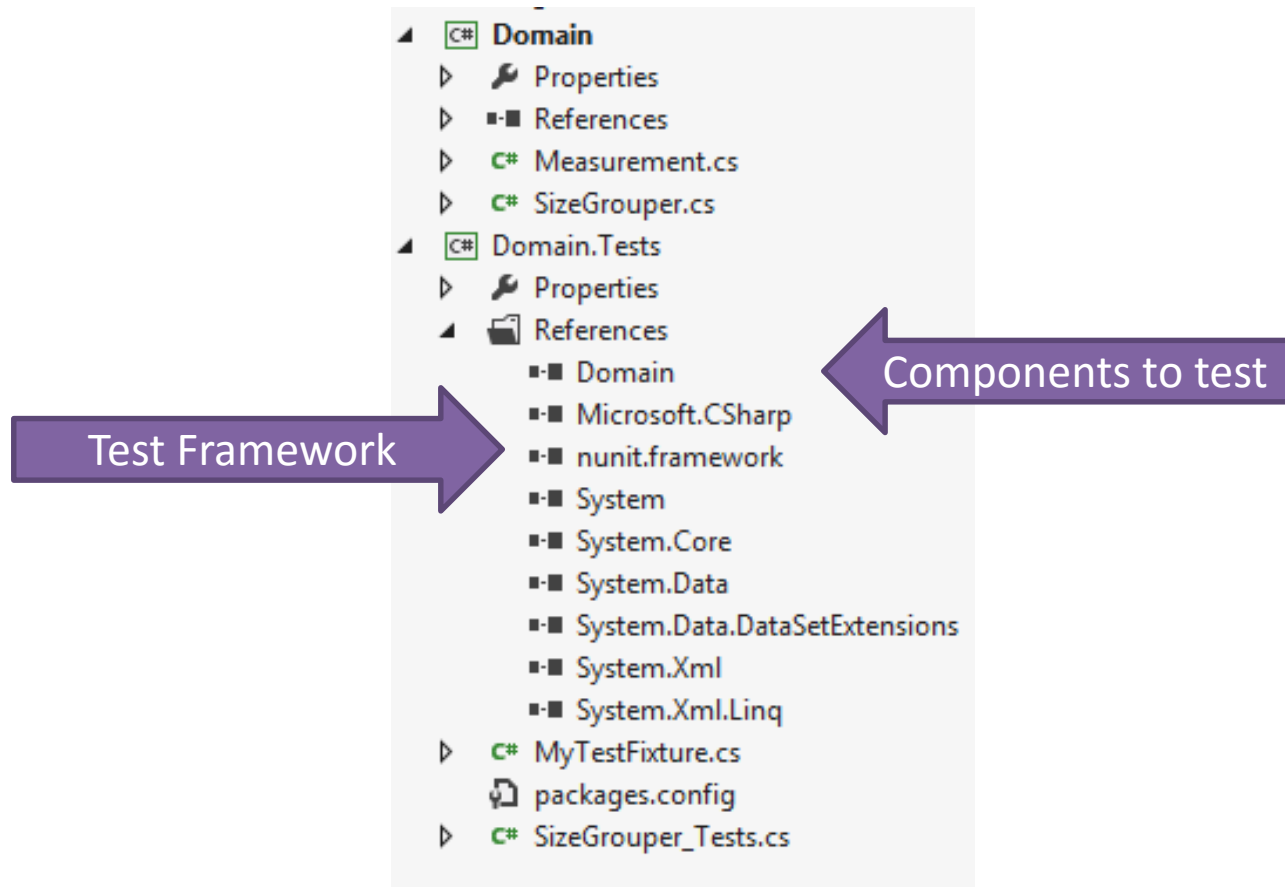 C# Domain
Properties
References
C# Measurement.cs
C# SizeGrouper.cs
C# Domain.Tests
Properties
References
Domain
Components to test
Microsoft.CSharp
Test Framework
nunit.framework
System
System.Core
System.Data
System.Data.DataSetExtensions
System.Xml
System.Xml.Linq
C# MyTestFixture.cs
packages.config
C# SizeGrouper_Tests.cs